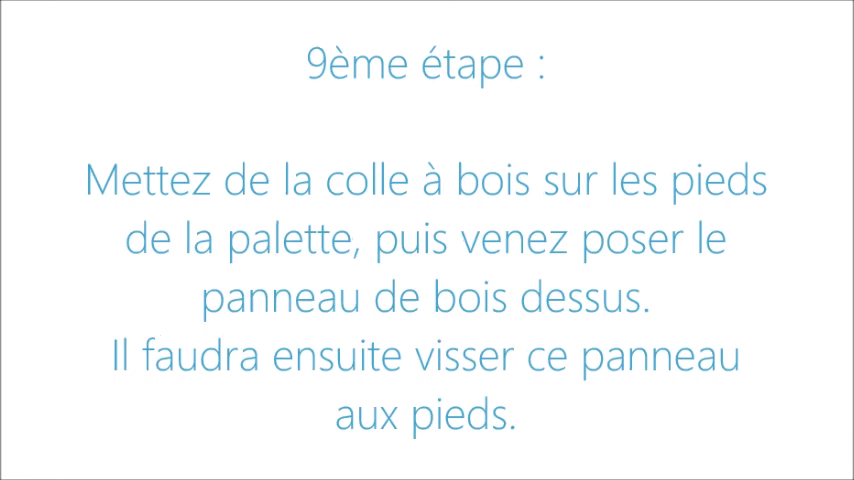 9ème étape :
Mettez de la colle à bois sur les pieds
de la palette, puis venez poser le
panneau de bois dessus.
Il faudra ensuite visser ce panneau
aux pieds.